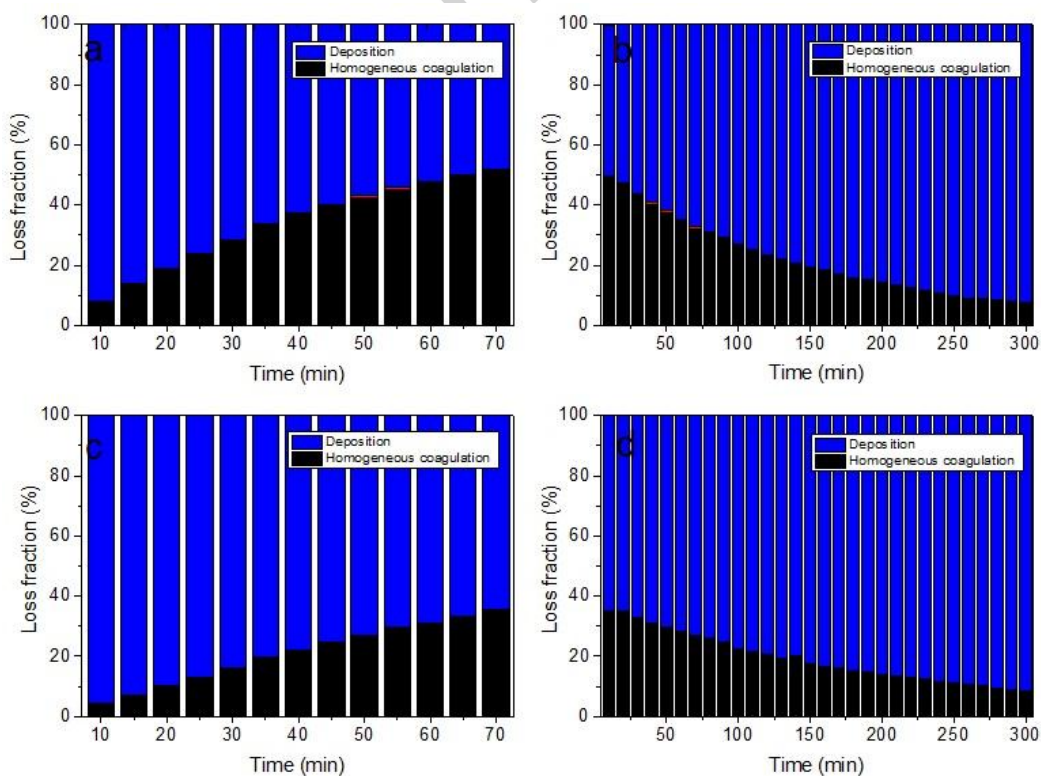 a
Deposition
Homogeneous coagulation
Loss fraction (%)
100
80
60
40
20
0
10 20 30 40 50 60 70
Time (min)
b
Deposition
Homogeneous coagulation
Loss fraction (%)
100
80
60
40
20
0
50 100 150 200 250 300
Time (min)
c
Deposition
Homogeneous coagulation
Loss fraction (%)
100
80
60
40
20
0
10 20 30 40 50 60 70
Time (min)
d
Deposition
Homogeneous coagulation
Loss fraction (%)
100
80
60
40
20
0
50 100 150 200 250 300
Time (min)